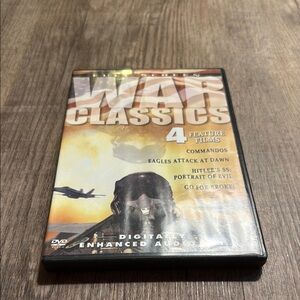 WAR
CLASSICS
4 FEATURE
FILMS
COMMANDOS
EAGLES ATTACK AT DAWN
HITLER'S SS:
PORTRAIT OF EVIL
GO FOR BROKE!
DIGITALLY
ENHANCED AUDIO
DVD